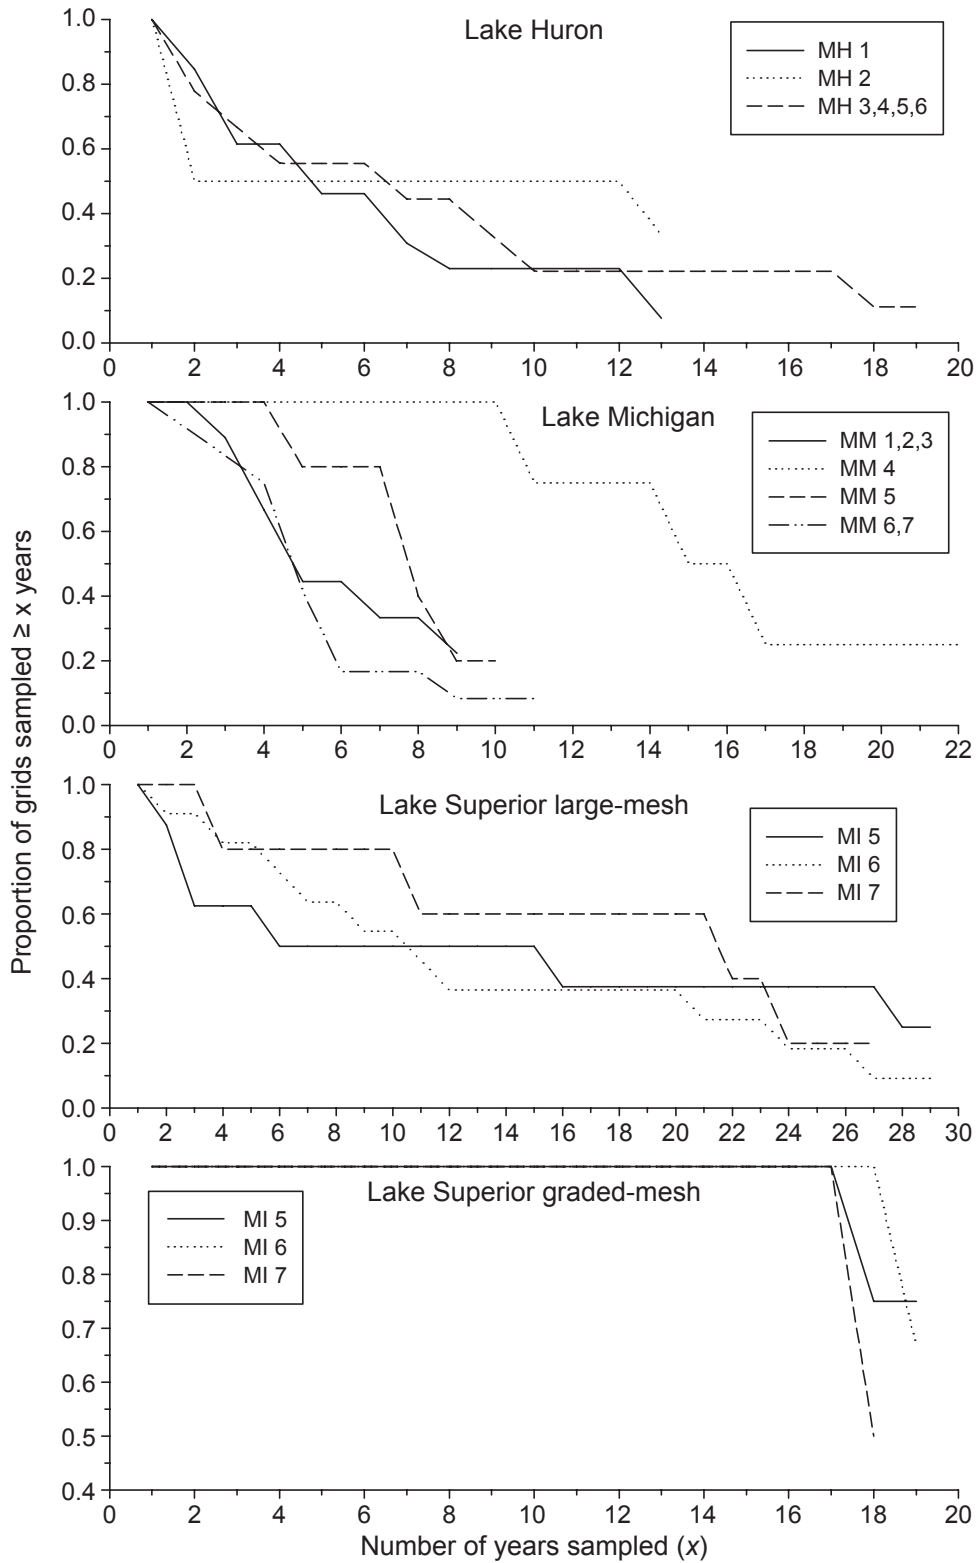 Lake Huron
MH 1
MH 2
MH 3,4,5,6
1.0
0.8
0.6
0.4
0.2
0.0
0 2 4 6 8 10 12 14 16 18 20
Lake Michigan
MM 1,2,3
MM 4
MM 5
MM 6,7
1.0
0.8
0.6
0.4
0.2
0.0
0 2 4 6 8 10 12 14 16 18 20 22
Proportion of grids sampled ≥ x years
Lake Superior large-mesh
MI 5
MI 6
MI 7
1.0
0.8
0.6
0.4
0.2
0.0
0 2 4 6 8 10 12 14 16 18 20 22 24 26 28 30
Lake Superior graded-mesh
MI 5
MI 6
MI 7
1.0
0.9
0.8
0.7
0.6
0.5
0.4
0 2 4 6 8 10 12 14 16 18 20
Number of years sampled (x)